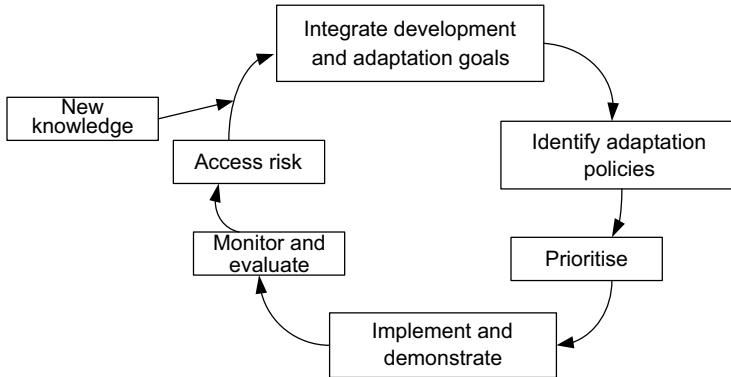 Integrate development
and adaptation goals
New
knowledge
Identify adaptation
policies
Access risk
Monitor and
evaluate
Prioritise
Implement and
demonstrate